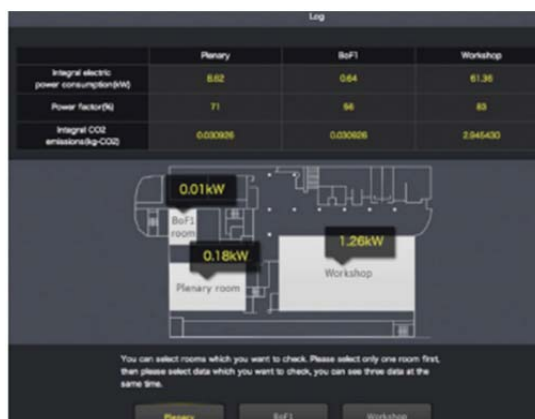 Log
Plenary BoF1 Workshop
Integral electric
power consumption(kW) 8.62 0.64 61.36
Power factor(%) 71 56 83
Integral CO2
emissions(kg-CO2) 0.030926 0.030926 2.945430
0.01kW
BoF1
room
0.18kW
1.26kW
Workshop
Plenary room
You can select rooms which you want to check. Please select only one room first,
then please select data which you want to check, you can see three data at the
same time.
Plenary BoF1 Workshop